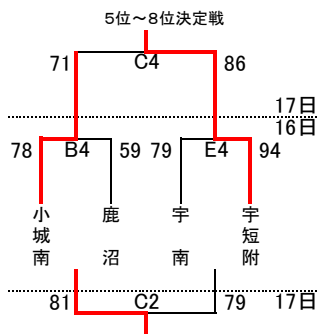 5位～8位決定戦
71 C4 86
17日
16日
78 B4 59 79 E4 94
小城南 鹿沼 宇南 宇短附
81 C2 79 17日